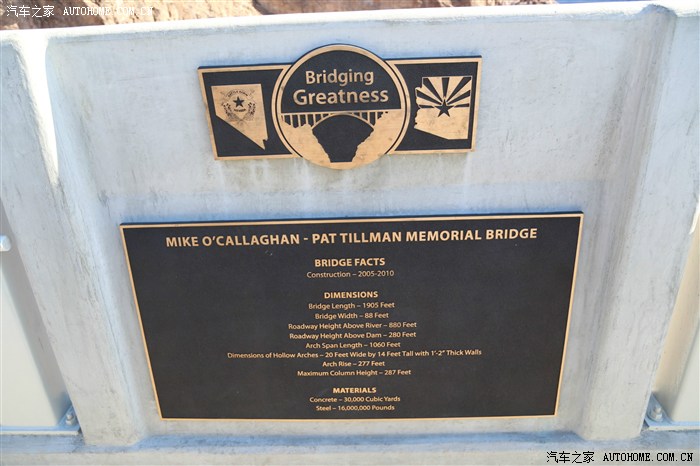 汽车之家 AUTOHOME.COM.CN
Bridging
Greatness
MIKE O'CALLAGHAN - PAT TILLMAN MEMORIAL BRIDGE
BRIDGE FACTS
Construction – 2005-2010
DIMENSIONS
Bridge Length – 1905 Feet
Bridge Width – 88 Feet
Roadway Height Above River – 880 Feet
Roadway Height Above Dam – 280 Feet
Arch Span Length – 1060 Feet
Dimensions of Hollow Arches – 20 Feet Wide by 14 Feet Tall with 1'-2" Thick Walls
Arch Rise – 277 Feet
Maximum Column Height – 287 Feet
MATERIALS
Concrete – 30,000 Cubic Yards
Steel – 16,000,000 Pounds
汽车之家 AUTOHOME.COM.CN